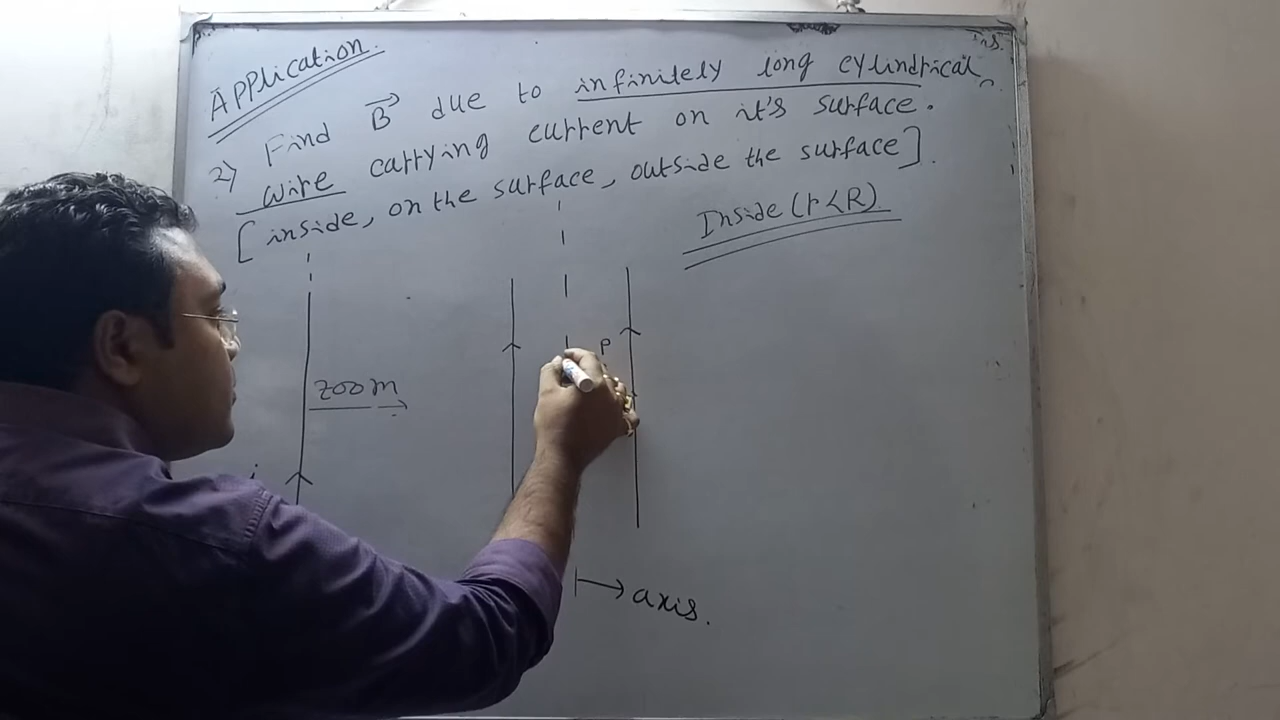 Application.
2) Find B due to infinitely long cylindrical
wire carrying current on it's surface.
[inside, on the surface, outside the surface].
Inside (r<R)
P
zoom
i
axis.